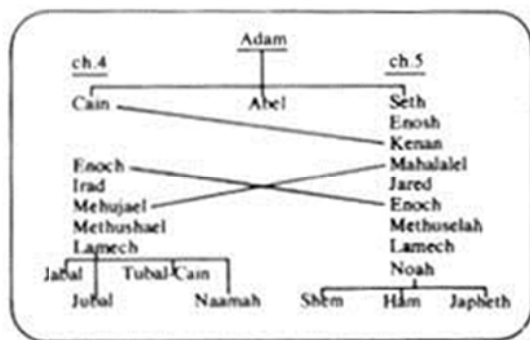 Adam
ch.4 ch.5
Cain Abel Seth
Enosh
Kenan
Enoch Mahalalel
Irad Jared
Mehujael Enoch
Methushael Methuselah
Lamech Lamech
Noah
Jabal Tubal-Cain
Jubal Naamah Shem Ham Japheth